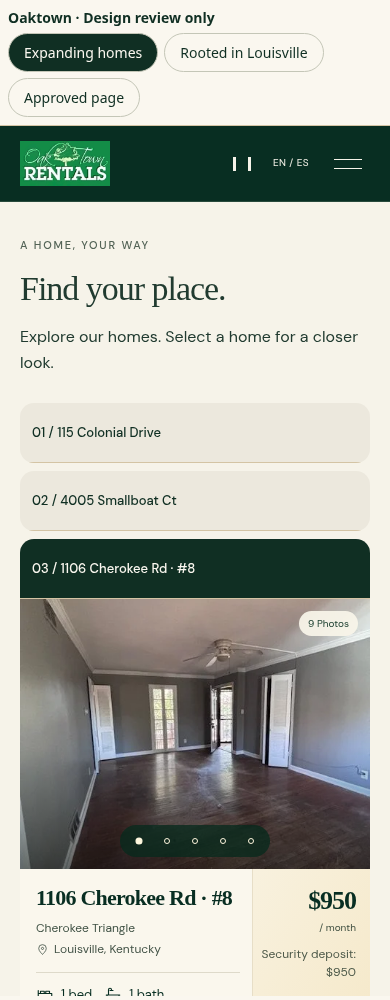 Oaktown · Design review only
Expanding homes
Rooted in Louisville
Approved page
Oak Town
RENTALS
EN / ES
A HOME, YOUR WAY
Find your place.
Explore our homes. Select a home for a closer
look.
01 / 115 Colonial Drive
02 / 4005 Smallboat Ct
03 / 1106 Cherokee Rd · #8
9 Photos
1106 Cherokee Rd · #8
$950
Cherokee Triangle
/ month
Louisville, Kentucky
Security deposit:
$950
1 bed
1 bath